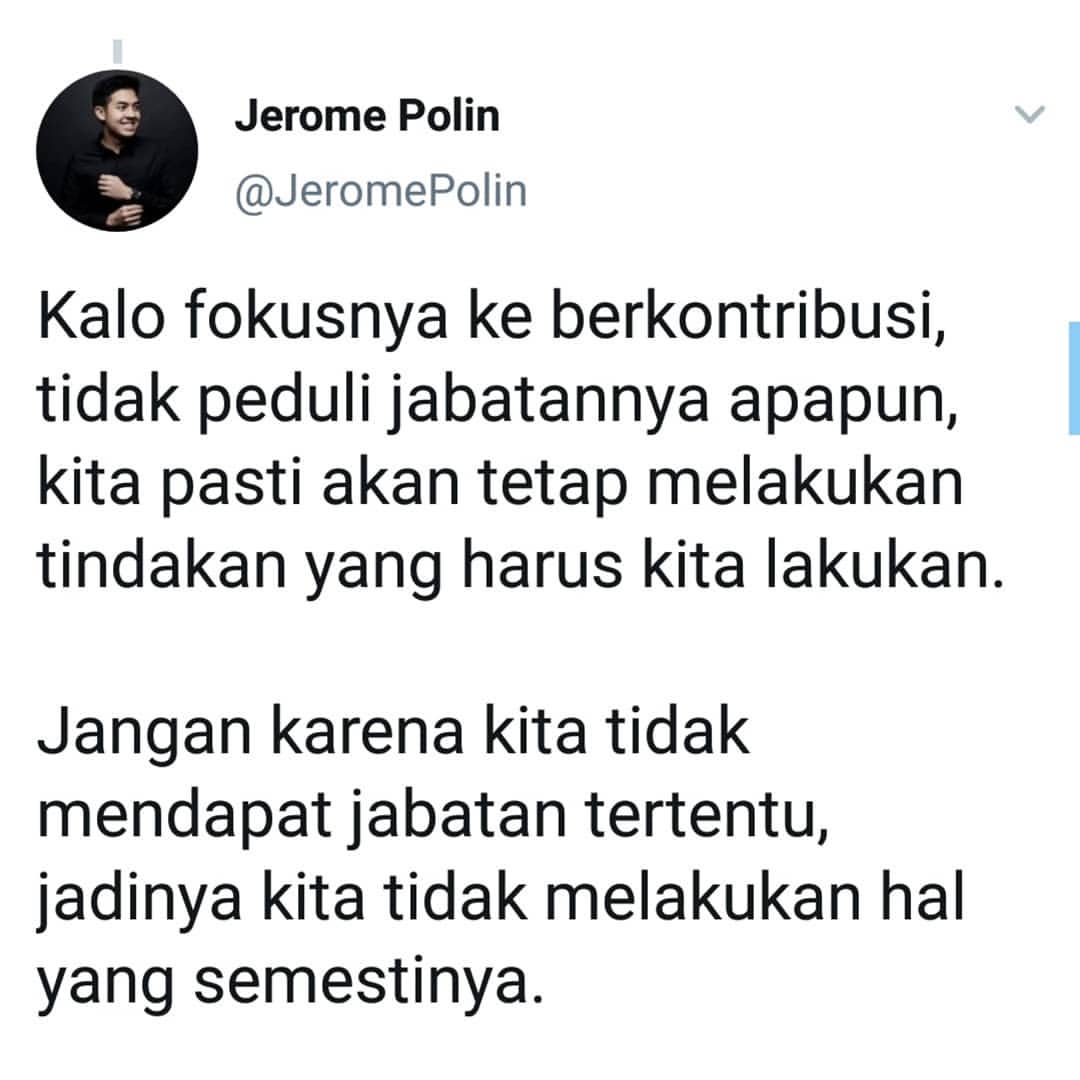 Jerome Polin
@JeromePolin
Kalo fokusnya ke berkontribusi,
tidak peduli jabatannya apapun,
kita pasti akan tetap melakukan
tindakan yang harus kita lakukan.
Jangan karena kita tidak
mendapat jabatan tertentu,
jadinya kita tidak melakukan hal
yang semestinya.